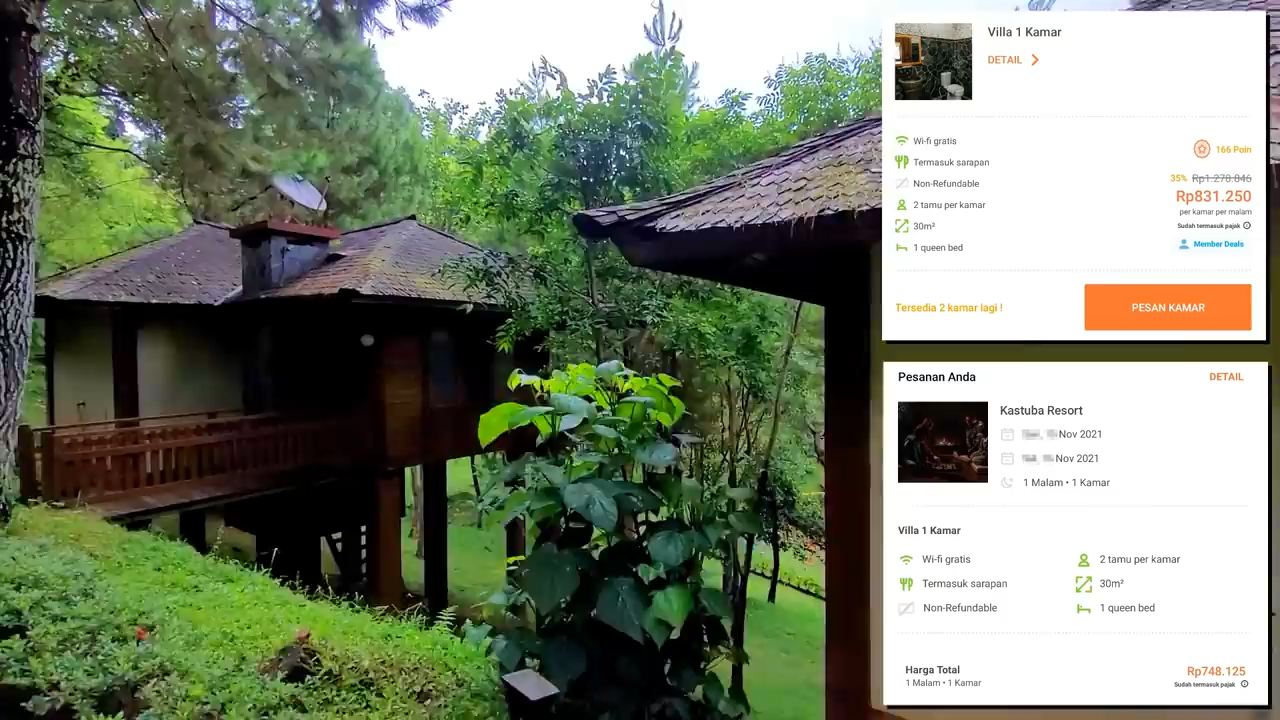 Villa 1 Kamar
DETAIL
Wi-fi gratis
Termasuk sarapan
Non-Refundable
2 tamu per kamar
30m²
1 queen bed
166 Poin
35% Rp1.278.846
Rp831.250
per kamar per malam
Sudah termasuk pajak
Member Deals
Tersedia 2 kamar lagi !
PESAN KAMAR
Pesanan Anda
DETAIL
Kastuba Resort
Nov 2021
Nov 2021
1 Malam • 1 Kamar
Villa 1 Kamar
Wi-fi gratis
2 tamu per kamar
Termasuk sarapan
30m²
Non-Refundable
1 queen bed
Harga Total
Rp748.125
1 Malam • 1 Kamar
Sudah termasuk pajak